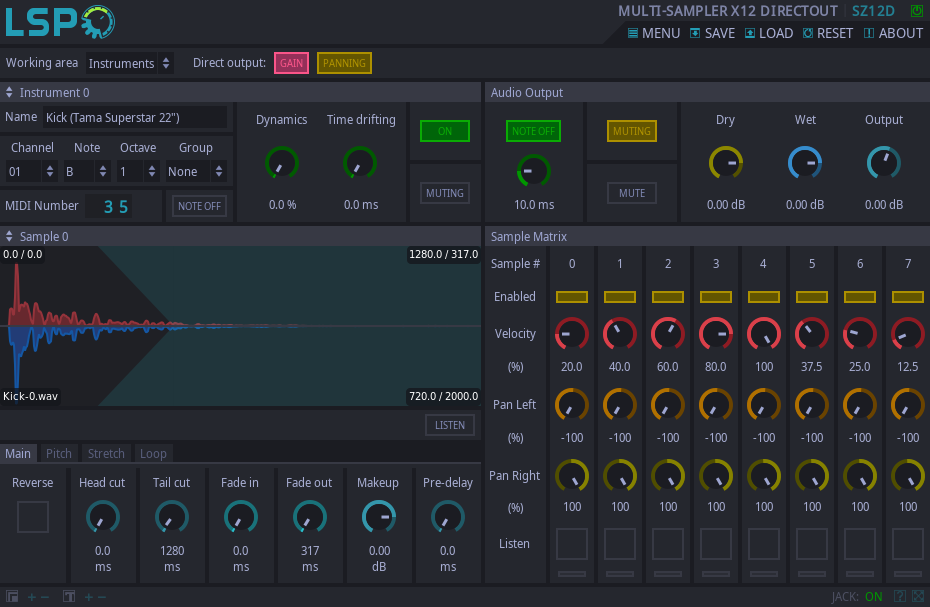 LSP
MULTI-SAMPLER X12 DIRECTOUT SZ12D
MENU SAVE LOAD RESET ABOUT
Working area Instruments Direct output: GAIN PANNING
Instrument 0
Name Kick (Tama Superstar 22")
Channel Note Octave Group
01 B 1 None
MIDI Number 35 NOTE OFF
Dynamics Time drifting
0.0 % 0.0 ms
ON
MUTING
Audio Output
NOTE OFF
10.0 ms
MUTING
MUTE
Dry Wet Output
0.00 dB 0.00 dB 0.00 dB
Sample 0
0.0 / 0.0 1280.0 / 317.0
Kick-0.wav 720.0 / 2000.0
LISTEN
Main Pitch Stretch Loop
Reverse Head cut Tail cut Fade in Fade out Makeup Pre-delay
0.0 1280 0.0 317 0.00 0.0
ms ms ms ms dB ms
Sample Matrix
Sample # 0 1 2 3 4 5 6 7
Enabled
Velocity
(%) 20.0 40.0 60.0 80.0 100 37.5 25.0 12.5
Pan Left
(%) -100 -100 -100 -100 -100 -100 -100 -100
Pan Right
(%) 100 100 100 100 100 100 100 100
Listen
+ − T + − JACK: ON ?